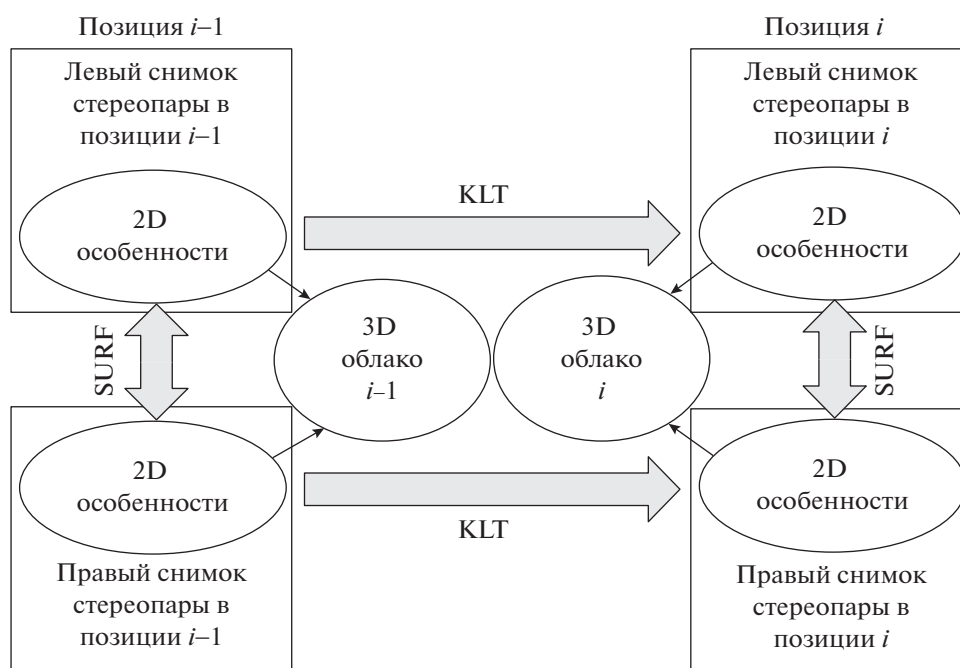 Позиция i–1
Позиция i
Левый снимок
стереопары в
позиции i–1
Левый снимок
стереопары в
позиции i
2D
особенности
KLT
2D
особенности
SURF
3D
облако
i–1
3D
облако
i
SURF
2D
особенности
KLT
2D
особенности
Правый снимок
стереопары в
позиции i–1
Правый снимок
стереопары в
позиции i